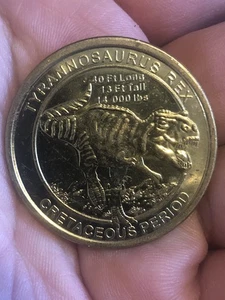 TYRANNOSAURUS REX
40 Ft Long
13 Ft Tall
14 000 lbs
CRETACEOUS PERIOD